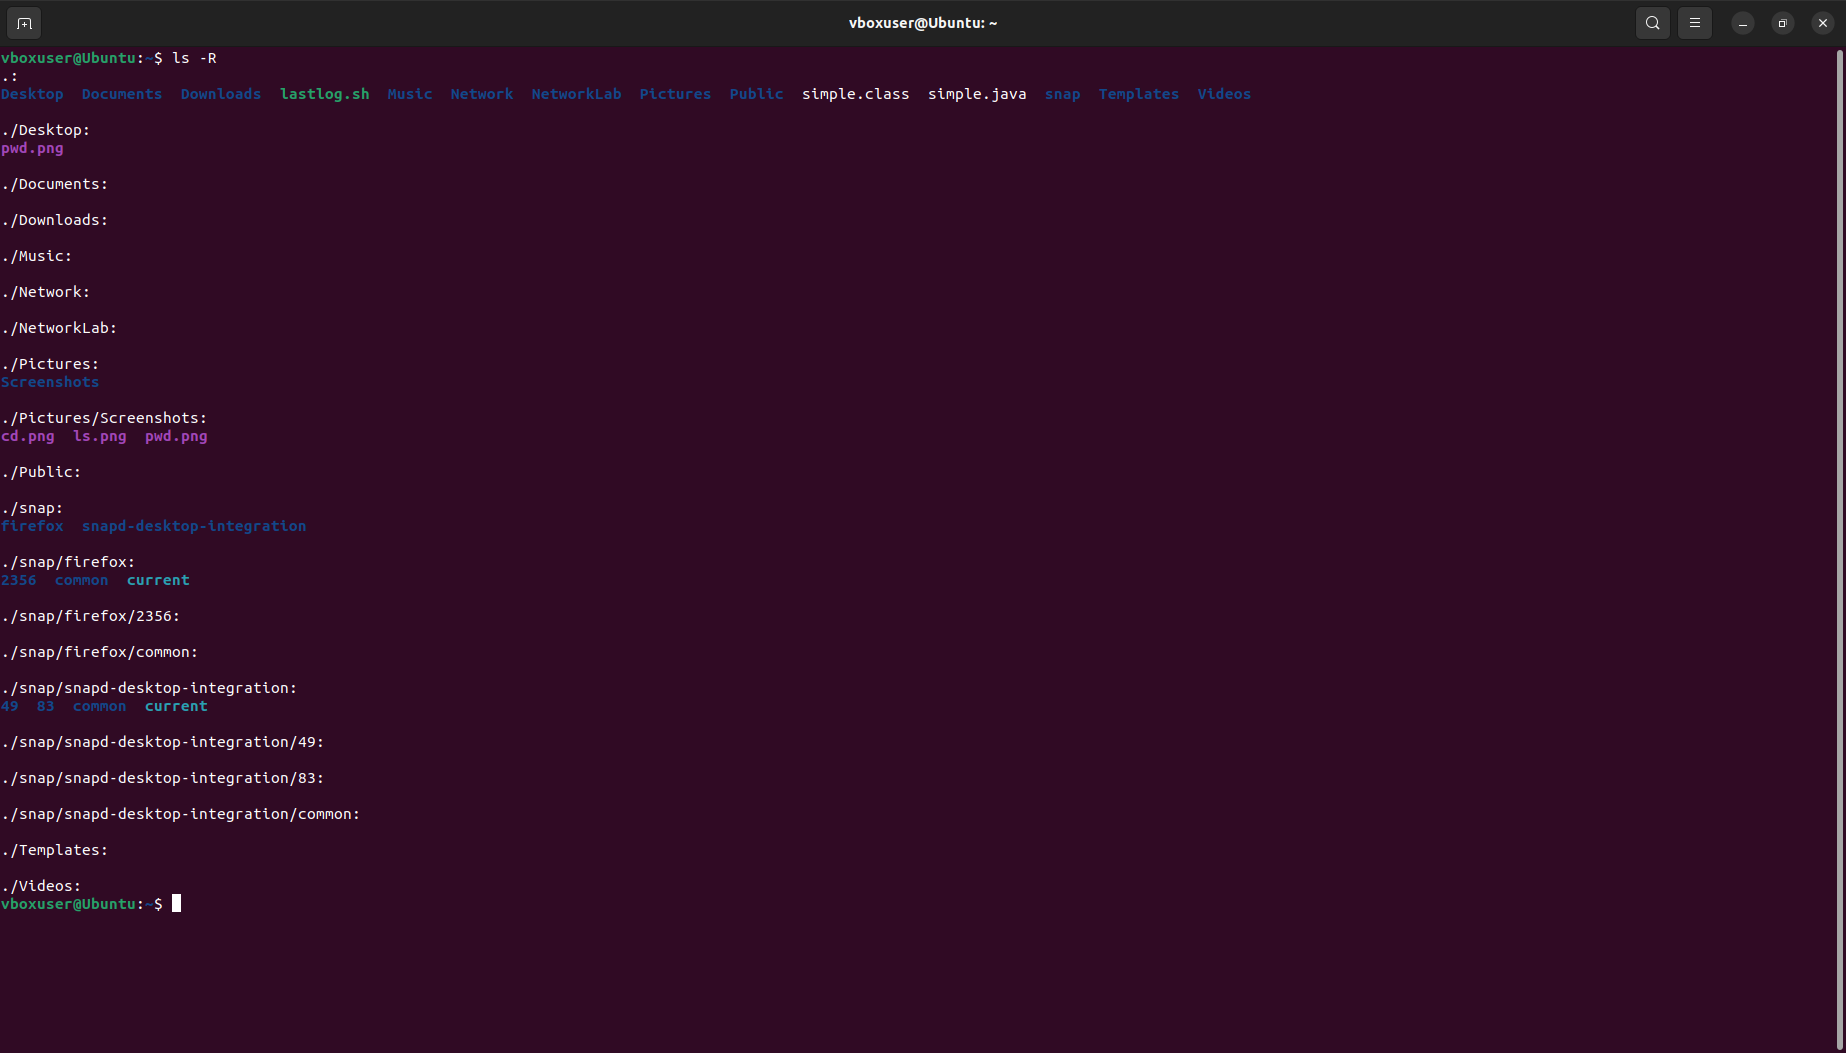 vboxuser@Ubuntu: ~
vboxuser@Ubuntu:~$ ls -R
.:
Desktop  Documents  Downloads  lastlog.sh  Music  Network  NetworkLab  Pictures  Public  simple.class  simple.java  snap  Templates  Videos
./Desktop:
pwd.png
./Documents:
./Downloads:
./Music:
./Network:
./NetworkLab:
./Pictures:
Screenshots
./Pictures/Screenshots:
cd.png  ls.png  pwd.png
./Public:
./snap:
firefox  snapd-desktop-integration
./snap/firefox:
2356  common  current
./snap/firefox/2356:
./snap/firefox/common:
./snap/snapd-desktop-integration:
49  83  common  current
./snap/snapd-desktop-integration/49:
./snap/snapd-desktop-integration/83:
./snap/snapd-desktop-integration/common:
./Templates:
./Videos:
vboxuser@Ubuntu:~$